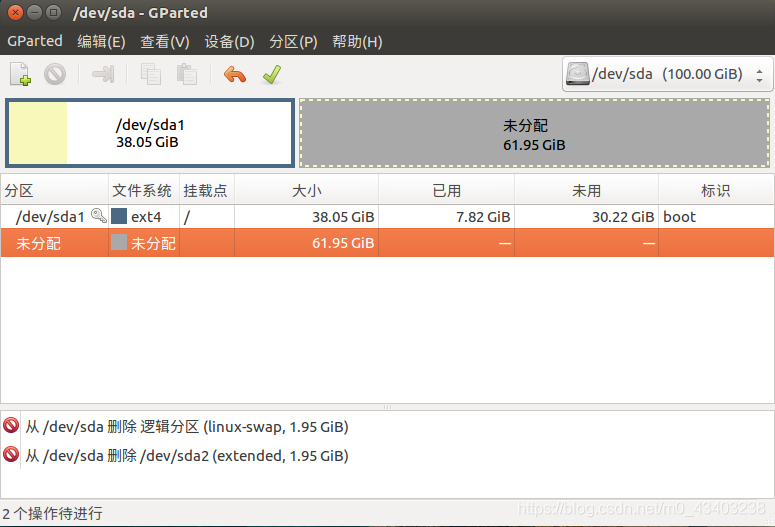 /dev/sda - GParted
GParted 编辑(E) 查看(V) 设备(D) 分区(P) 帮助(H)
/dev/sda (100.00 GiB)
/dev/sda1
38.05 GiB
未分配
61.95 GiB
分区 文件系统 挂载点 大小 已用 未用 标识
/dev/sda1 ext4 / 38.05 GiB 7.82 GiB 30.22 GiB boot
未分配 未分配 61.95 GiB — —
从 /dev/sda 删除 逻辑分区 (linux-swap, 1.95 GiB)
从 /dev/sda 删除 /dev/sda2 (extended, 1.95 GiB)
2 个操作待进行
https://blog.csdn.net/m0_43403238